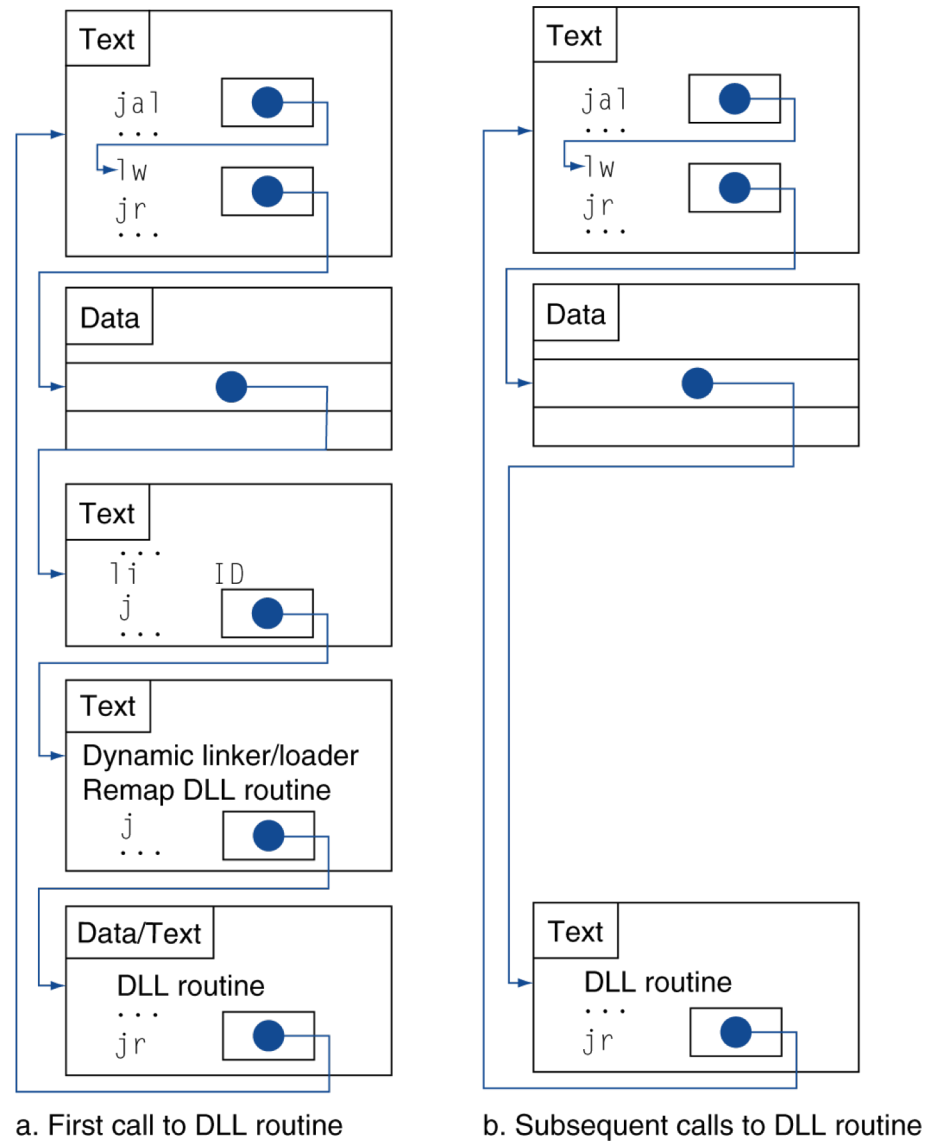 Text
jal
...
lw
jr
...
Data
Text
...
li ID
j
...
Text
Dynamic linker/loader
Remap DLL routine
j
...
Data/Text
DLL routine
...
jr
a. First call to DLL routine
Text
jal
...
lw
jr
...
Data
Text
DLL routine
...
jr
b. Subsequent calls to DLL routine